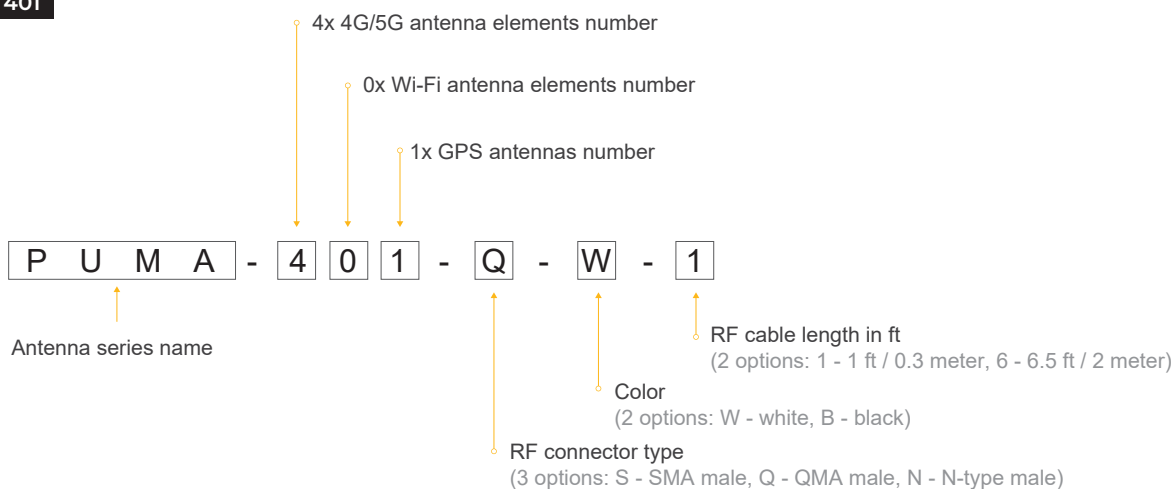 401
4x 4G/5G antenna elements number
0x Wi-Fi antenna elements number
1x GPS antennas number
P U M A - 4 0 1 - Q - W - 1
Antenna series name
RF cable length in ft
(2 options: 1 - 1 ft / 0.3 meter, 6 - 6.5 ft / 2 meter)
Color
(2 options: W - white, B - black)
RF connector type
(3 options: S - SMA male, Q - QMA male, N - N-type male)